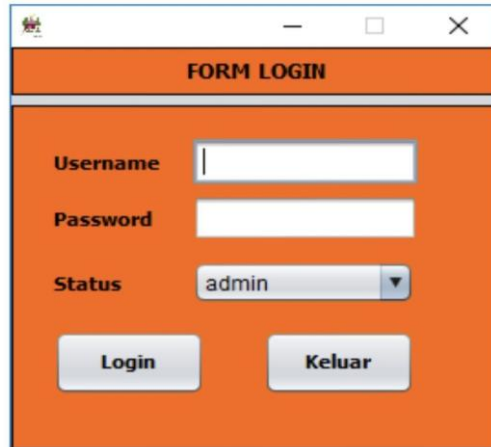 FORM LOGIN
Username
Password
Status admin
Login Keluar